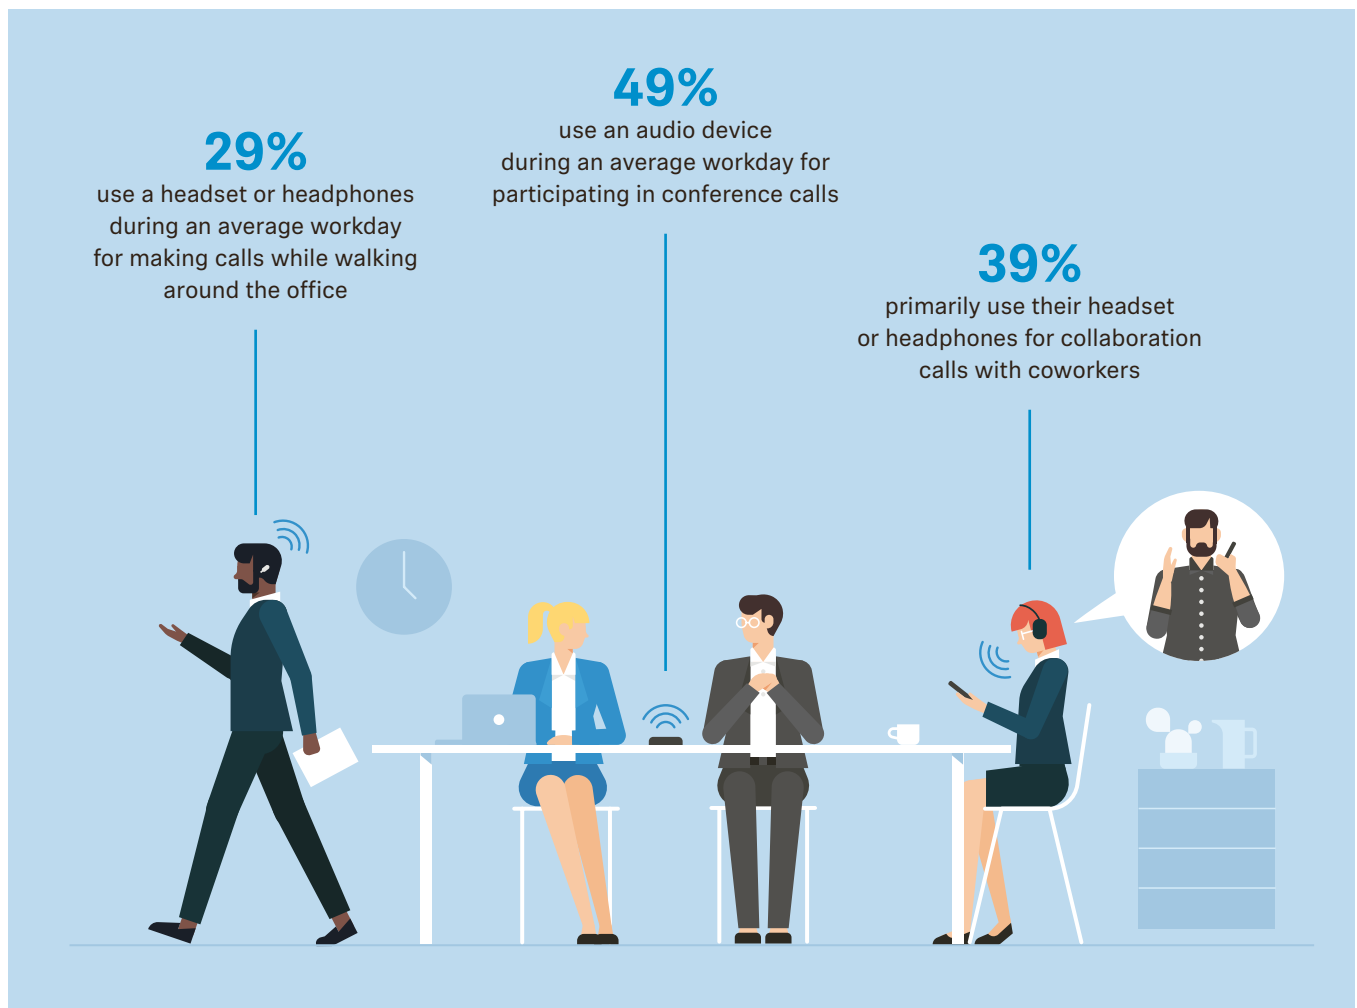 29%
use a headset or headphones
during an average workday
for making calls while walking
around the office
49%
use an audio device
during an average workday for
participating in conference calls
39%
primarily use their headset
or headphones for collaboration
calls with coworkers